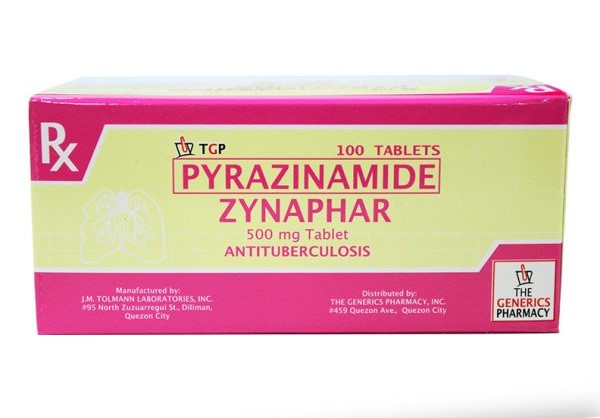 Rx
TGP
100 TABLETS
PYRAZINAMIDE
ZYNAPHAR
500 mg Tablet
ANTITUBERCULOSIS
Manufactured by:
J.M. TOLMANN LABORATORIES, INC.
#95 North Zuzuarregui St., Diliman,
Quezon City
Distributed by:
THE GENERICS PHARMACY, INC.
#459 Quezon Ave., Quezon City
THE
GENERICS
PHARMACY